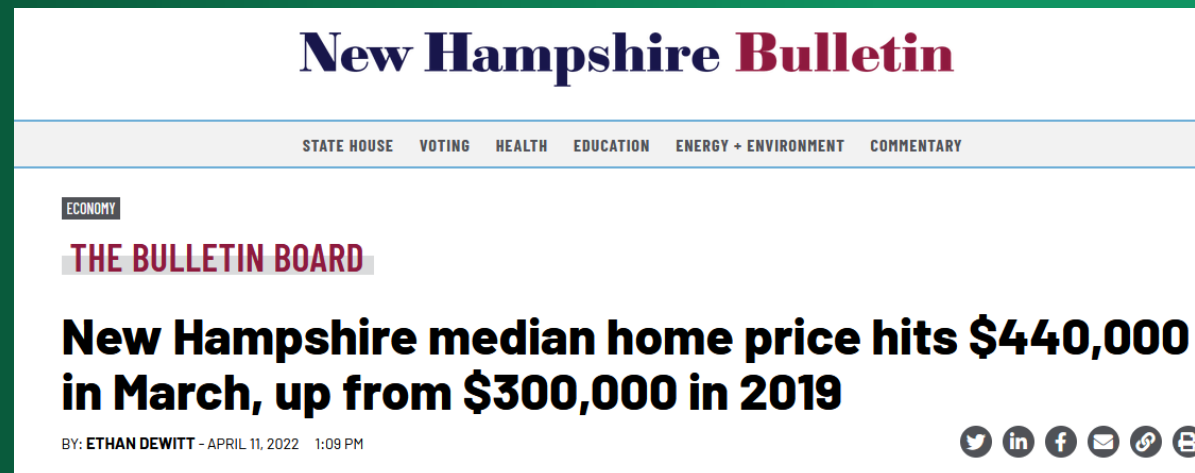 New Hampshire Bulletin
STATE HOUSE VOTING HEALTH EDUCATION ENERGY + ENVIRONMENT COMMENTARY
ECONOMY
THE BULLETIN BOARD
New Hampshire median home price hits $440,000
in March, up from $300,000 in 2019
BY: ETHAN DEWITT - APRIL 11, 2022 1:09 PM